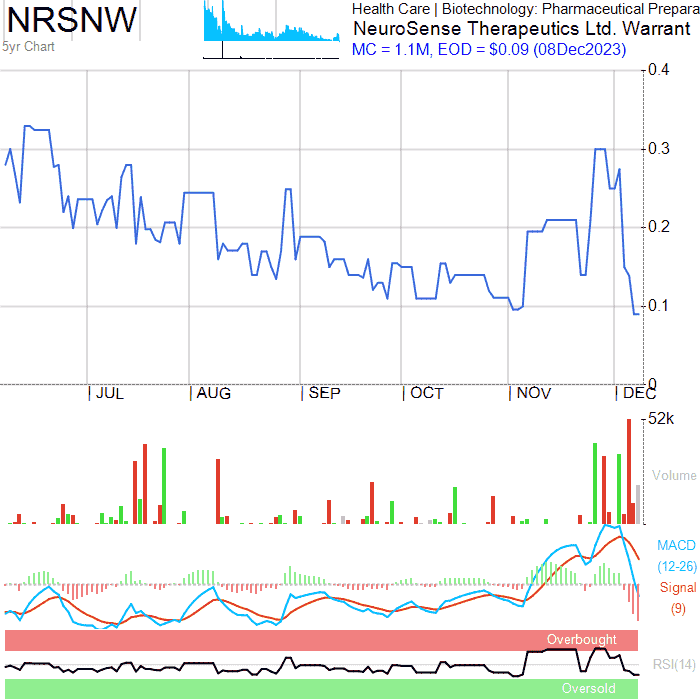 NRSNW
5yr Chart
Health Care | Biotechnology: Pharmaceutical Prepara
NeuroSense Therapeutics Ltd. Warrant
MC = 1.1M, EOD = $0.09 (08Dec2023)
0.4
0.3
0.2
0.1
0
JUL AUG SEP OCT NOV DEC
52k
Volume
MACD
(12-26)
Signal
(9)
Overbought
RSI(14)
Oversold